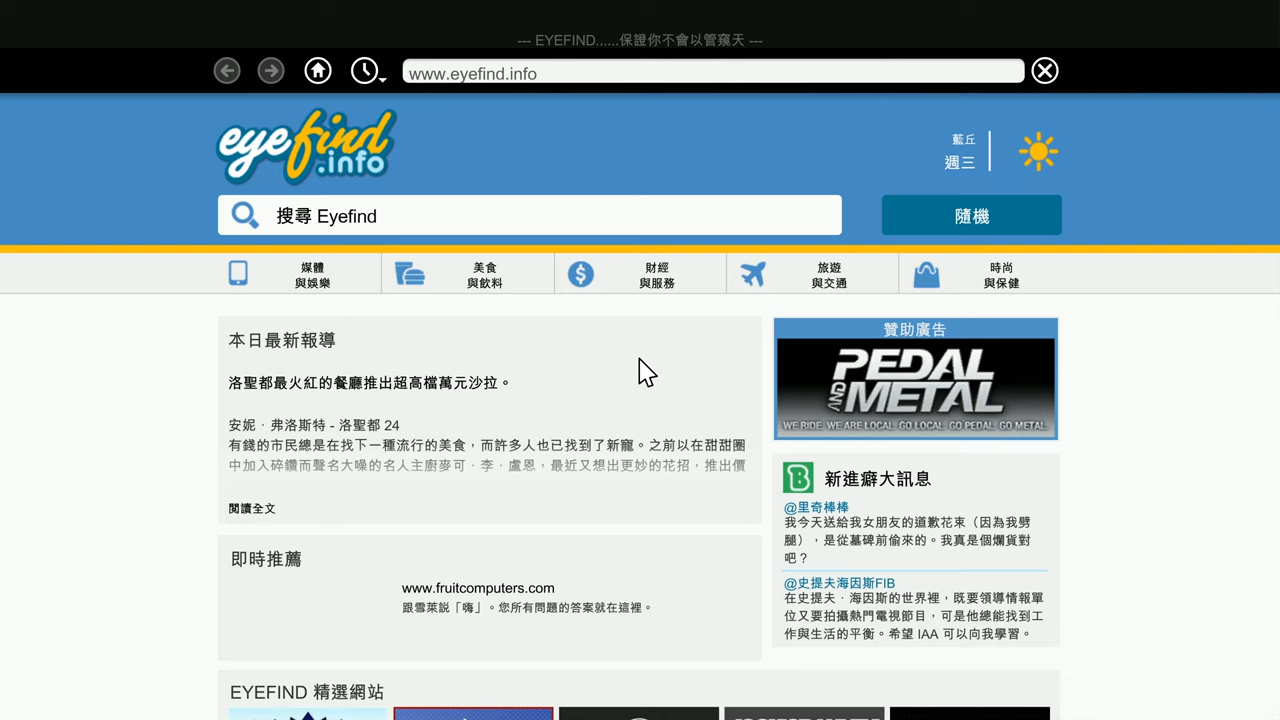 --- EYEFIND......保證你不會以管窺天 ---
www.eyefind.info
eyefind
.info
藍丘
週三
搜尋 Eyefind
隨機
媒體
與娛樂
美食
與飲料
財經
與服務
旅遊
與交通
時尚
與保健
本日最新報導
洛聖都最火紅的餐廳推出超高檔萬元沙拉。
安妮．弗洛斯特 - 洛聖都 24
有錢的市民總是在找下一種流行的美食，而許多人也已找到了新寵。之前以在甜甜圈
中加入碎鑽而聲名大噪的名人主廚麥可．李．盧恩，最近又想出更妙的花招，推出價
閱讀全文
贊助廣告
PEDAL
AND
METAL
WE RIDE, WE ARE LOCAL, GO LOCAL, GO PEDAL, GO METAL
新進癖大訊息
@里奇棒棒
我今天送給我女朋友的道歉花束（因為我劈
腿），是從墓碑前偷來的。我真是個爛貨對
吧？
@史提夫海因斯FIB
在史提夫．海因斯的世界裡，既要領導情報單
位又要拍攝熱門電視節目，可是他總能找到工
作與生活的平衡。希望 IAA 可以向我學習。
即時推薦
www.fruitcomputers.com
跟雪萊説「嗨」。您所有問題的答案就在這裡。
EYEFIND 精選網站